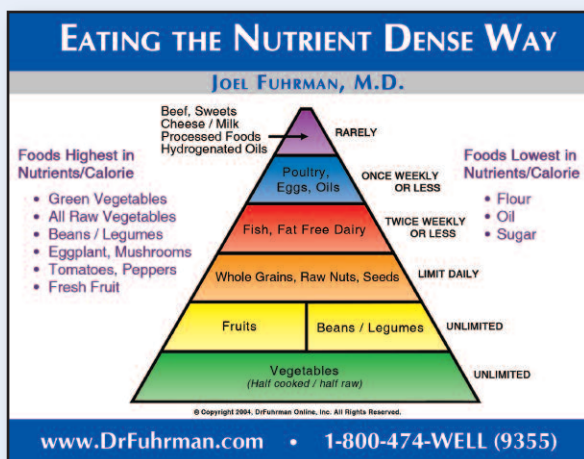 EATING THE NUTRIENT DENSE WAY
JOEL FUHRMAN, M.D.
Beef, Sweets
Cheese / Milk
Processed Foods
Hydrogenated Oils
RARELY
Foods Highest in
Nutrients/Calorie
• Green Vegetables
• All Raw Vegetables
• Beans / Legumes
• Eggplant, Mushrooms
• Tomatoes, Peppers
• Fresh Fruit
Poultry,
Eggs, Oils
ONCE WEEKLY
OR LESS
Foods Lowest in
Nutrients/Calorie
• Flour
• Oil
• Sugar
Fish, Fat Free Dairy
TWICE WEEKLY
OR LESS
Whole Grains, Raw Nuts, Seeds
LIMIT DAILY
Fruits
Beans / Legumes
UNLIMITED
Vegetables
(Half cooked / half raw)
UNLIMITED
© Copyright 2004, DrFuhrman Online, Inc. All Rights Reserved.
www.DrFuhrman.com • 1-800-474-WELL (9355)